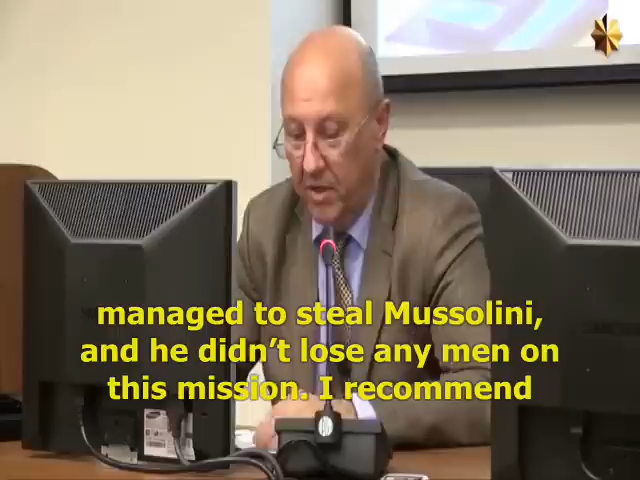 managed to steal Mussolini,
and he didn't lose any men on
this mission. I recommend